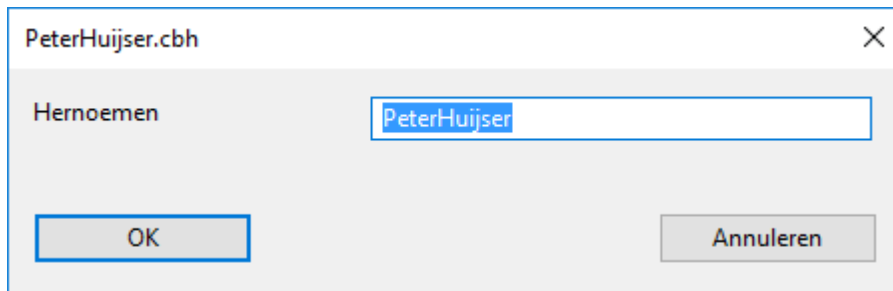 PeterHuijser.cbh
Hernoemen
PeterHuijser
OK
Annuleren